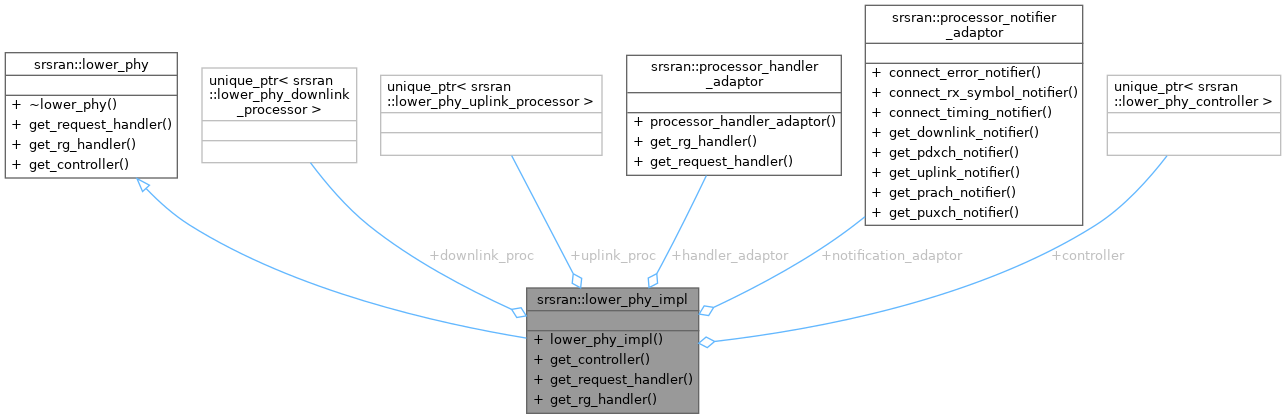 srsran::lower_phy
+ ~lower_phy()
+ get_request_handler()
+ get_rg_handler()
+ get_controller()
unique_ptr< srsran
::lower_phy_downlink
_processor >
unique_ptr< srsran
::lower_phy_uplink_processor >
srsran::processor_handler
_adaptor
+ processor_handler_adaptor()
+ get_rg_handler()
+ get_request_handler()
srsran::processor_notifier
_adaptor
+ connect_error_notifier()
+ connect_rx_symbol_notifier()
+ connect_timing_notifier()
+ get_downlink_notifier()
+ get_pdxch_notifier()
+ get_uplink_notifier()
+ get_prach_notifier()
+ get_puxch_notifier()
unique_ptr< srsran
::lower_phy_controller >
+downlink_proc
+uplink_proc
+handler_adaptor
+notification_adaptor
+controller
srsran::lower_phy_impl
+ lower_phy_impl()
+ get_controller()
+ get_request_handler()
+ get_rg_handler()